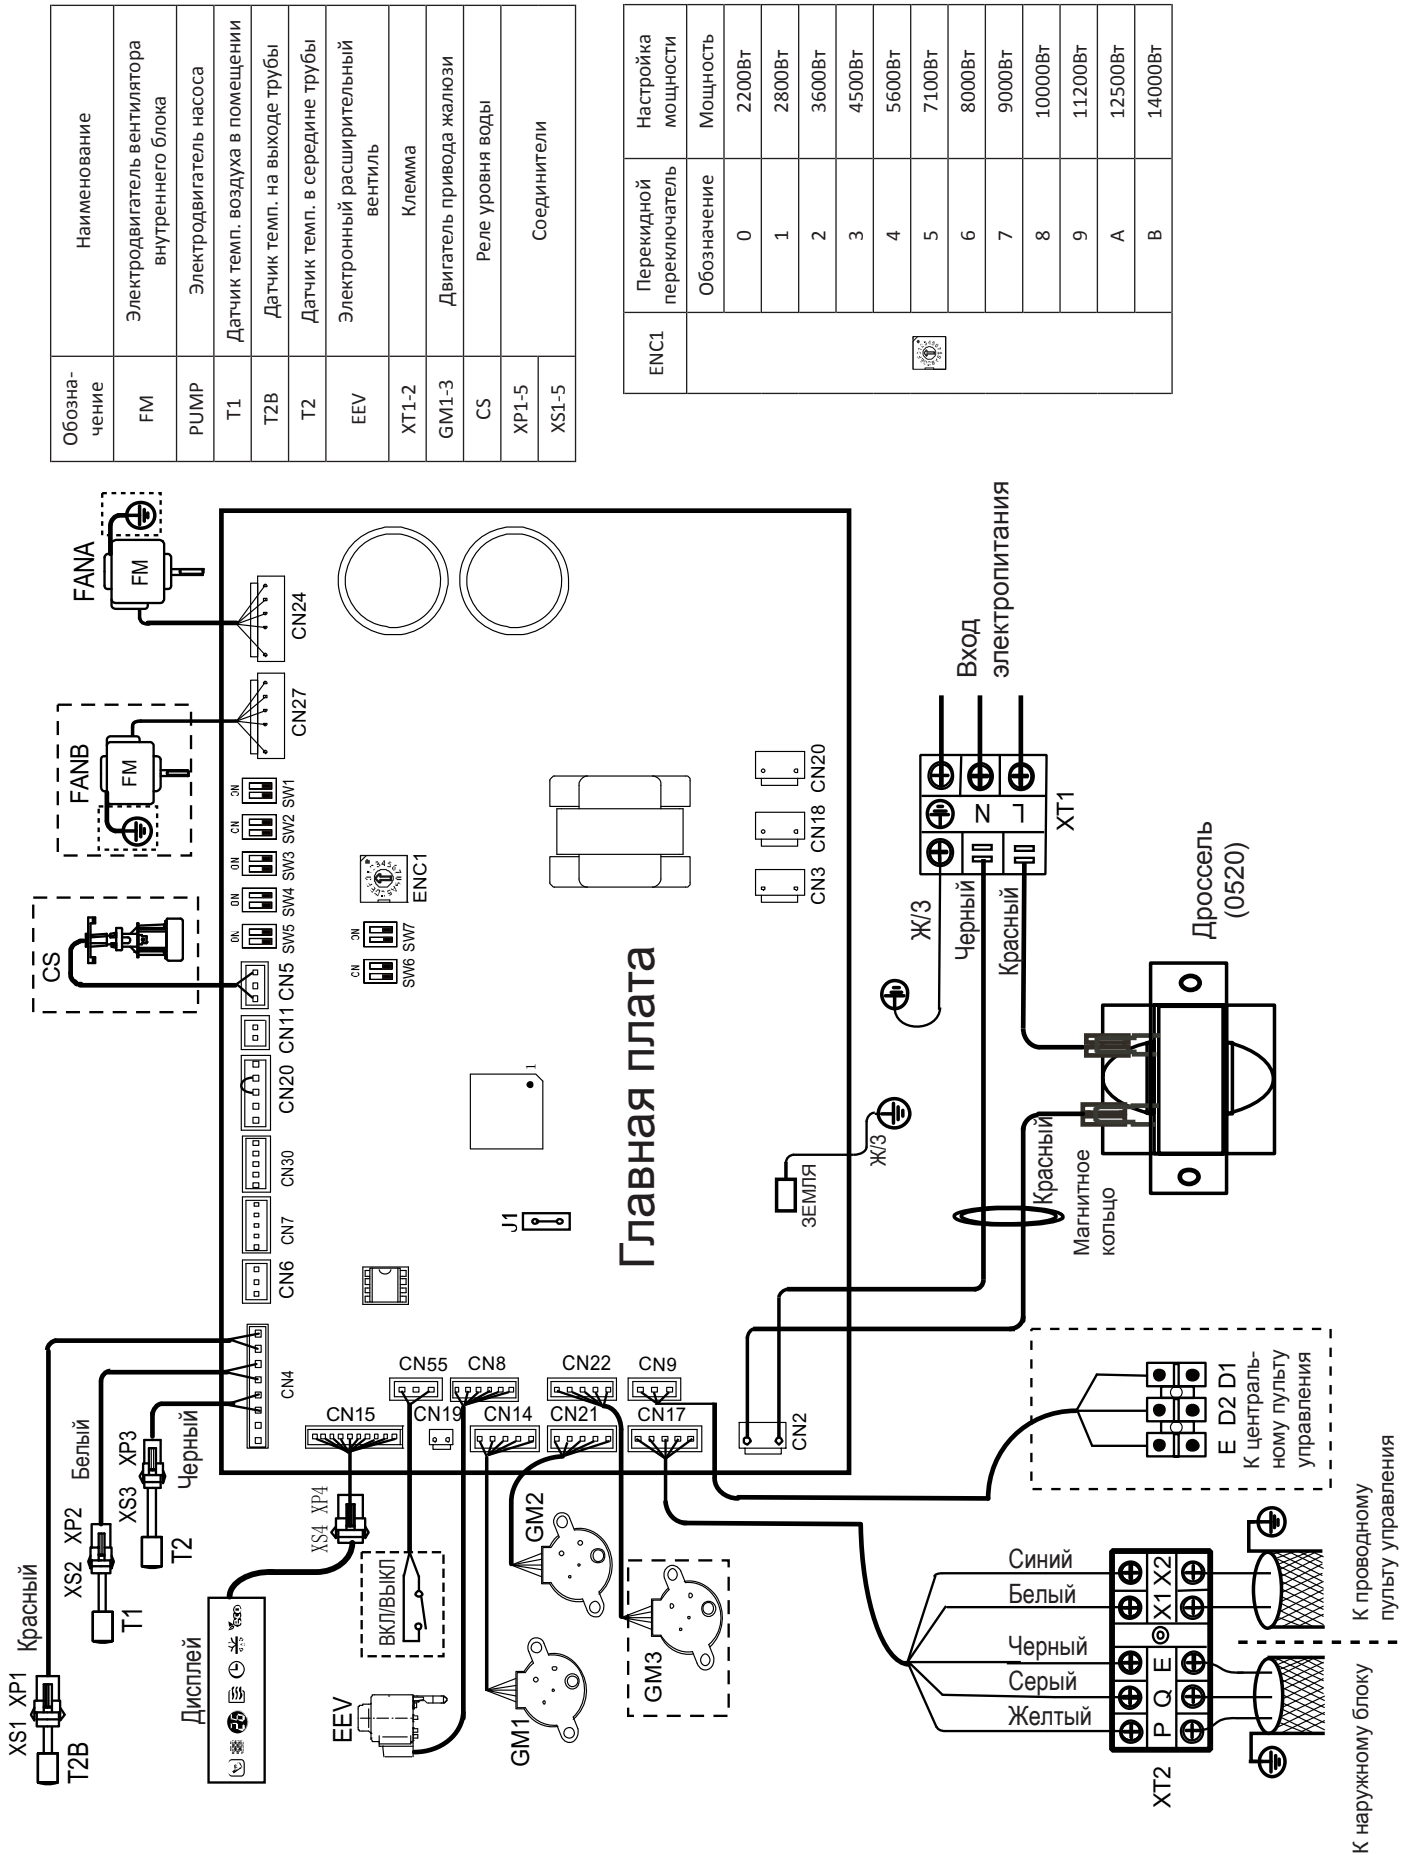 Обозна-
чение
Наименование
FM
Электродвигатель вентилятора
внутреннего блока
PUMP
Электродвигатель насоса
T1
Датчик темп. воздуха в помещении
T2B
Датчик темп. на выходе трубы
T2
Датчик темп. в середине трубы
EEV
Электронный расширительный
вентиль
XT1-2
Клемма
GM1-3
Двигатель привода жалюзи
CS
Реле уровня воды
XP1-5
XS1-5
Соединители
ENC1
Перекидной
переключатель
Настройка
мощности
Обозначение
Мощность
0
2200Вт
1
2800Вт
2
3600Вт
3
4500Вт
4
5600Вт
5
7100Вт
6
8000Вт
7
9000Вт
8
10000Вт
9
11200Вт
A
12500Вт
B
14000Вт
XS1 XP1
Красный
T2B
XS2 XP2
Белый
T1
XS3 XP3
Черный
T2
CS
FANB
FM
FANA
FM
CN4
CN6
CN7
CN30
CN20
CN11
CN5
SW5
SW4
SW3
SW2
SW1
CN27
CN24
SW6
SW7
ENC1
Дисплей
XS4 XP4
CN15
CN55
CN19
CN8
CN14
CN22
CN21
CN9
CN17
CN2
J1
1
Главная плата
CN3
CN18
CN20
ЗЕМЛЯ
Ж/З
ВКЛ/ВЫКЛ
EEV
GM1
GM2
GM3
Ж/З
Черный
Красный
N
L
XT1
Вход
электропитания
Красный
Магнитное
кольцо
Дроссель
(0520)
E D2 D1
К централь-
ному пульту
управления
Синий
Белый
Черный
Серый
Желтый
P Q E X1 X2
XT2
К наружному блоку
К проводному
пульту управления